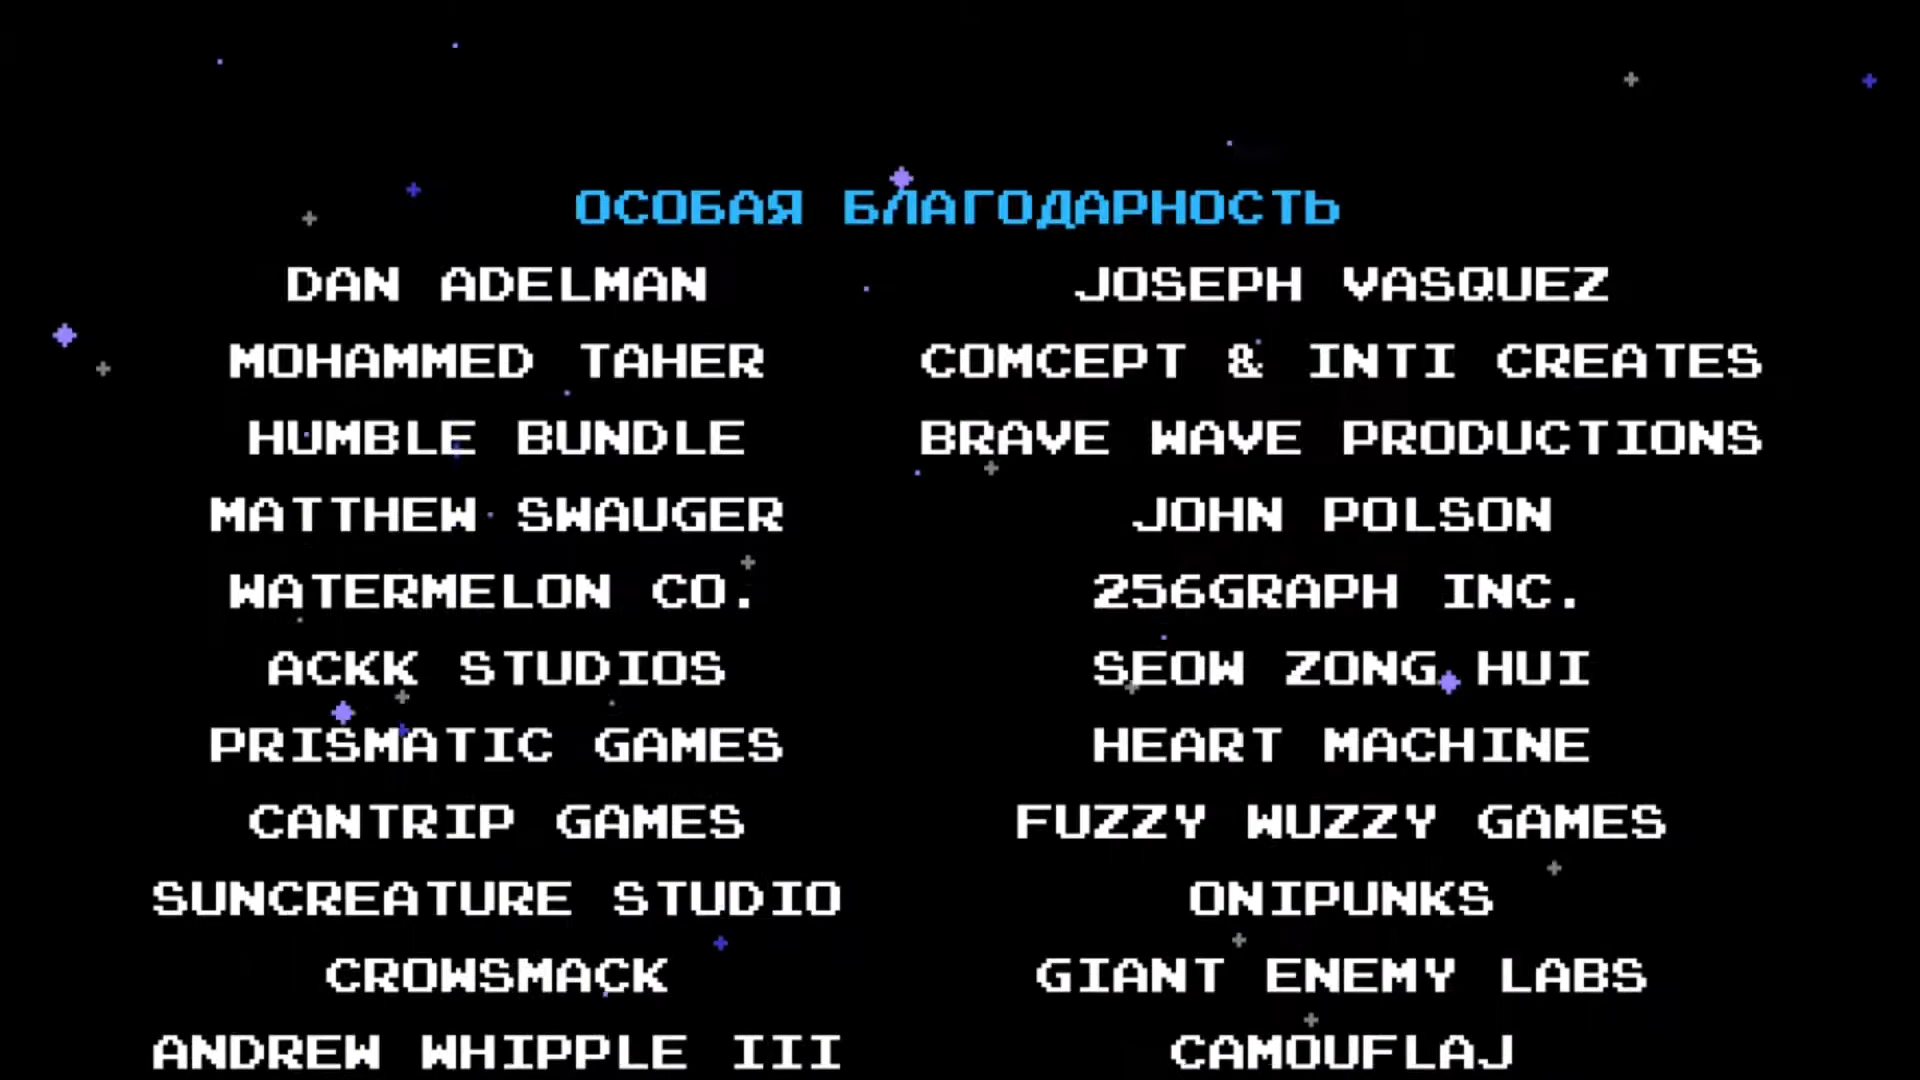 ОСОБАЯ БЛАГОДАРНОСТЬ
DAN ADELMAN JOSEPH VASQUEZ
MOHAMMED TAHER COMCEPT & INTI CREATES
HUMBLE BUNDLE BRAVE WAVE PRODUCTIONS
MATTHEW SWAUGER JOHN POLSON
WATERMELON CO. 256GRAPH INC.
ACKK STUDIOS SEOW ZONG HUI
PRISMATIC GAMES HEART MACHINE
CANTRIP GAMES FUZZY WUZZY GAMES
SUNCREATURE STUDIO ONIPUNKS
CROWSMACK GIANT ENEMY LABS
ANDREW WHIPPLE III CAMOUFLAJ